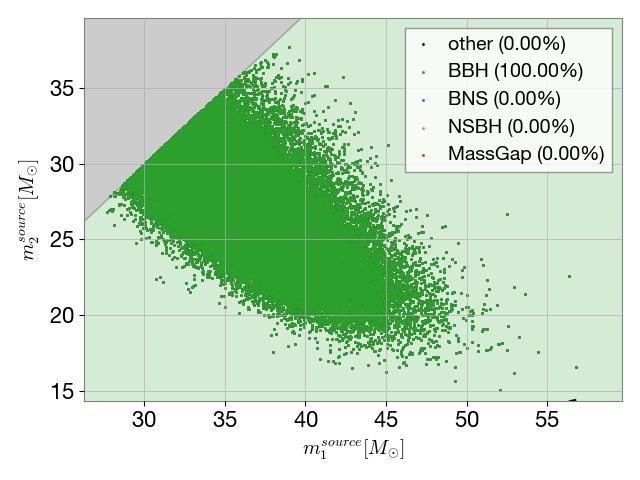 other (0.00%)
BBH (100.00%)
BNS (0.00%)
NSBH (0.00%)
MassGap (0.00%)
35
30
25
20
15
30 35 40 45 50 55
m_2^{source}[M_⊙]
m_1^{source}[M_⊙]